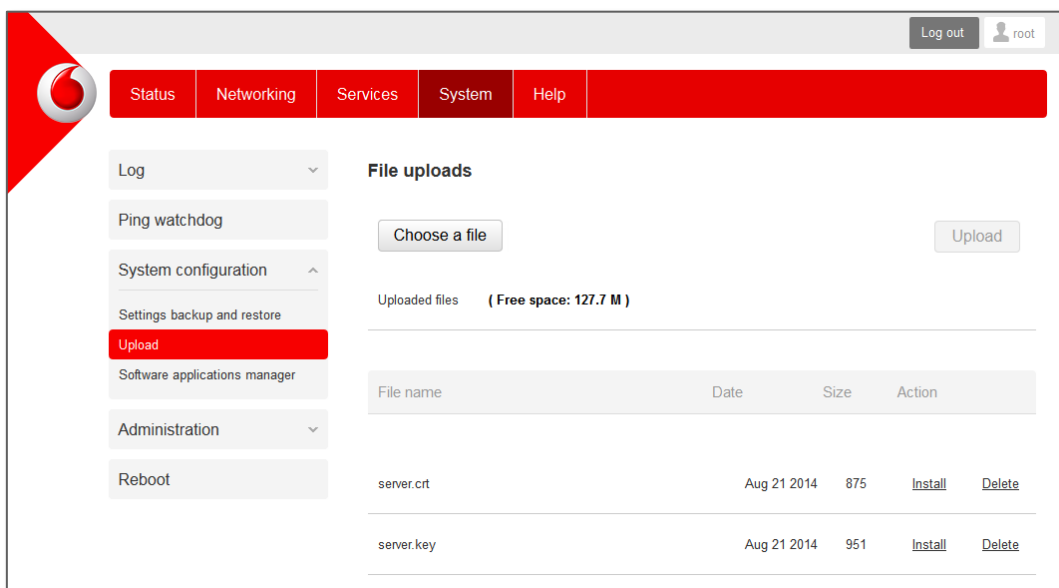 Log out root
Status Networking Services System Help
Log
Ping watchdog
System configuration
Settings backup and restore
Upload
Software applications manager
Administration
Reboot
File uploads
Choose a file Upload
Uploaded files ( Free space: 127.7 M )
File name Date Size Action
server.crt Aug 21 2014 875 Install Delete
server.key Aug 21 2014 951 Install Delete